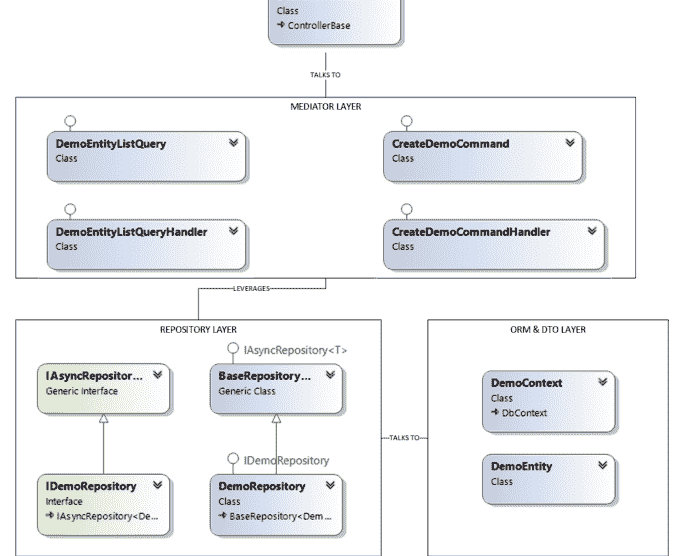 Class
ControllerBase
TALKS TO
MEDIATOR LAYER
DemoEntityListQuery
Class
CreateDemoCommand
Class
DemoEntityListQueryHandler
Class
CreateDemoCommandHandler
Class
LEVERAGES
REPOSITORY LAYER
IAsyncRepository<T>
IAsyncRepositor...
Generic Interface
BaseRepository...
Generic Class
IDemoRepository
IDemoRepository
Interface
IAsyncRepository<De...
DemoRepository
Class
BaseRepository<Dem...
TALKS TO
ORM & DTO LAYER
DemoContext
Class
DbContext
DemoEntity
Class